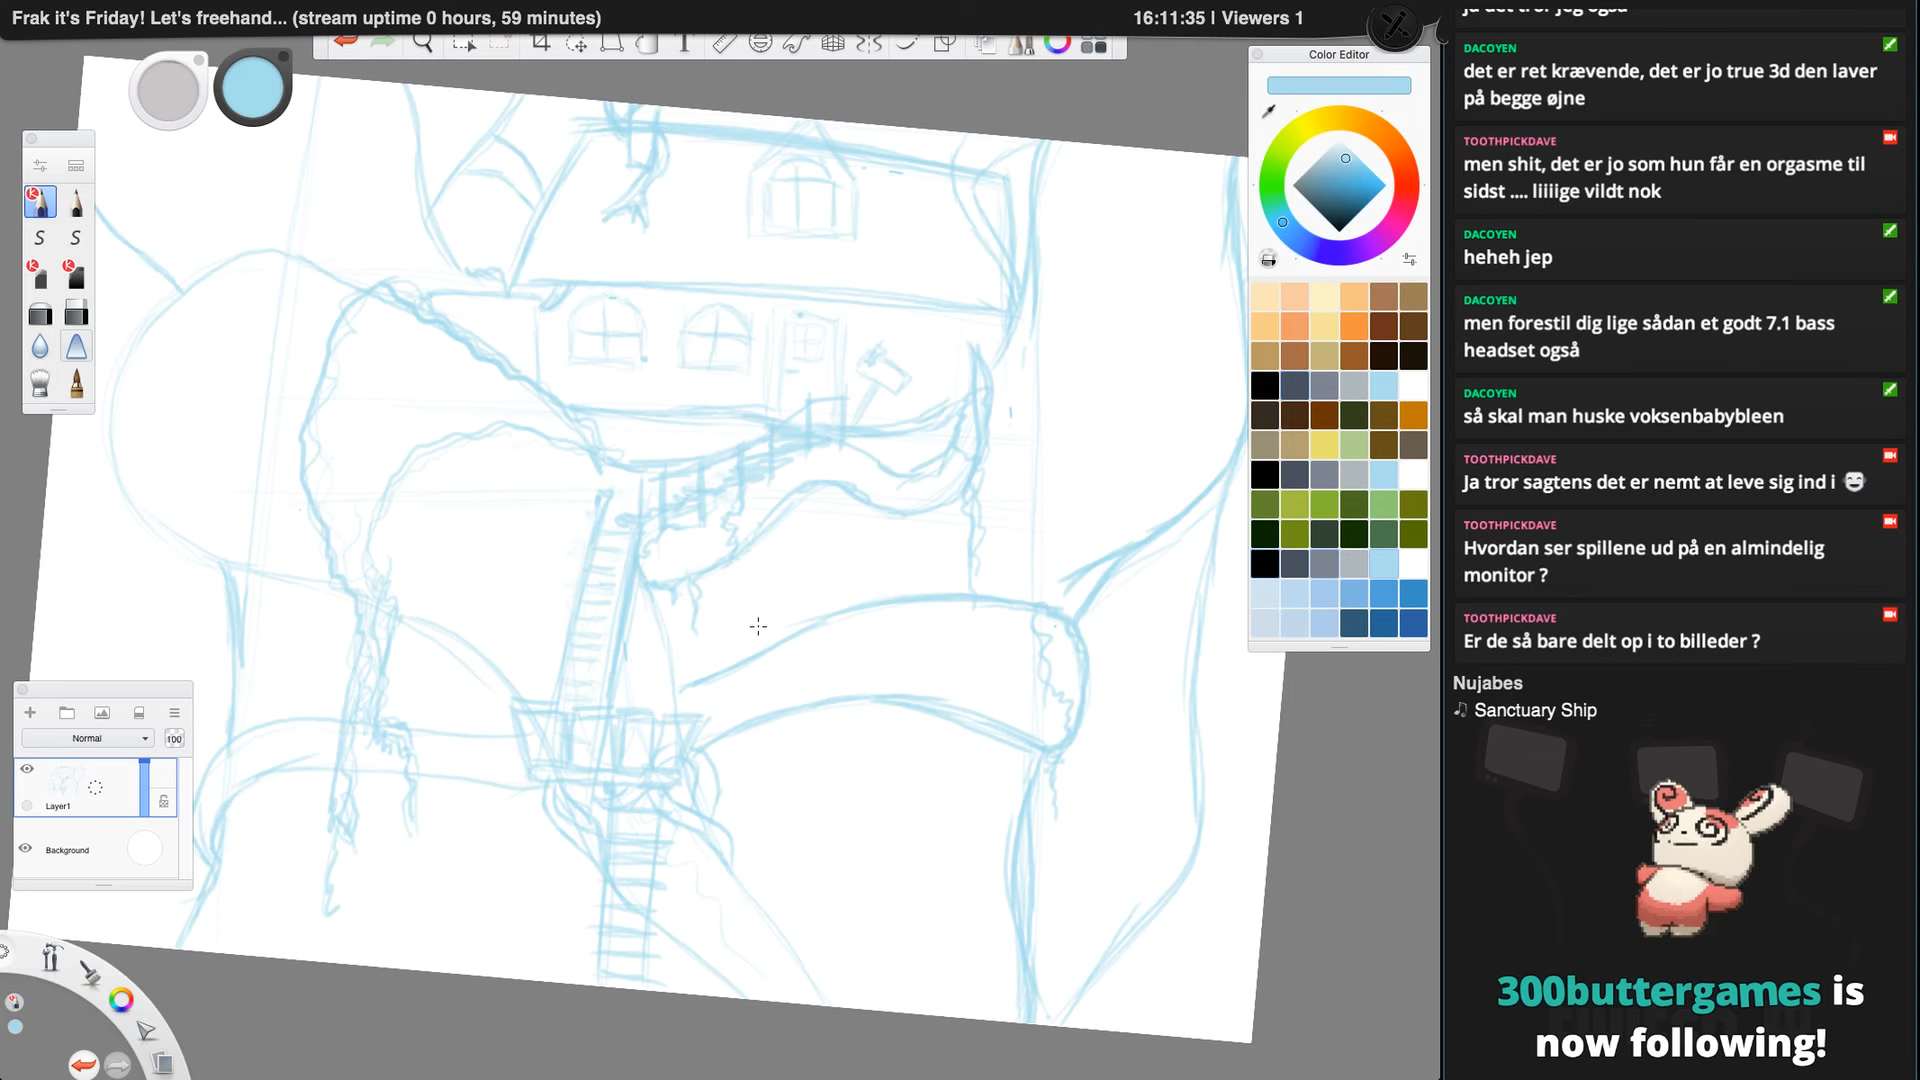 Frak it's Friday! Let's freehand... (stream uptime 0 hours, 59 minutes)
16:11:35 | Viewers 1
Color Editor
Normal
100
Layer1
Background
ja det tror jeg også
DACOYEN
det er ret krævende, det er jo true 3d den laver
på begge øjne
TOOTHPICKDAVE
men shit, det er jo som hun får en orgasme til
sidst .... liiiige vildt nok
DACOYEN
heheh jep
DACOYEN
men forestil dig lige sådan et godt 7.1 bass
headset også
DACOYEN
så skal man huske voksenbabybleen
TOOTHPICKDAVE
Ja tror sagtens det er nemt at leve sig ind i
TOOTHPICKDAVE
Hvordan ser spillene ud på en almindelig
monitor ?
TOOTHPICKDAVE
Er de så bare delt op i to billeder ?
Nujabes
Sanctuary Ship
300buttergames is
now following!